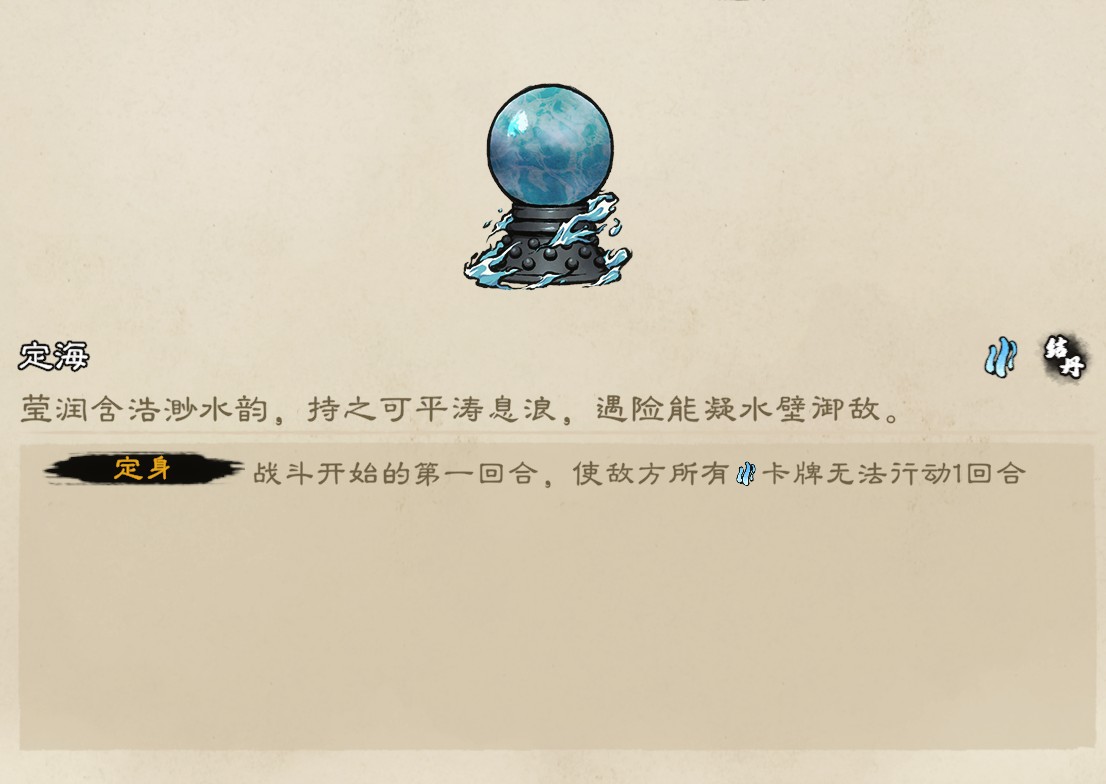 定海
结丹
莹润含浩渺水韵，持之可平涛息浪，遇险能凝水壁御敌。
定身 战斗开始的第一回合，使敌方所有水卡牌无法行动1回合